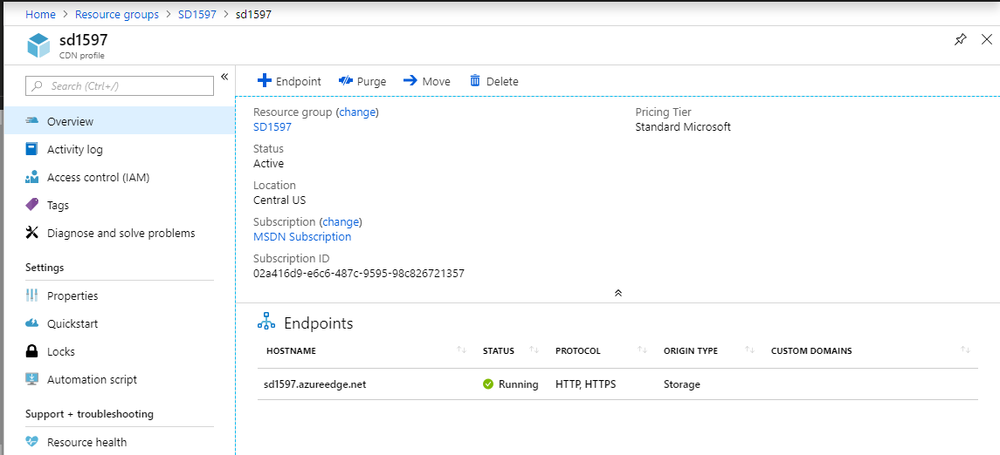 Home > Resource groups > SD1597 > sd1597
sd1597
CDN profile
Search (Ctrl+/)
«
Overview
Activity log
Access control (IAM)
Tags
Diagnose and solve problems
Settings
Properties
Quickstart
Locks
Automation script
Support + troubleshooting
Resource health
Endpoint Purge Move Delete
Resource group (change)
SD1597
Status
Active
Location
Central US
Subscription (change)
MSDN Subscription
Subscription ID
02a416d9-e6c6-487c-9595-98c826721357
Pricing Tier
Standard Microsoft
Endpoints
HOSTNAME STATUS PROTOCOL ORIGIN TYPE CUSTOM DOMAINS
sd1597.azureedge.net Running HTTP, HTTPS Storage